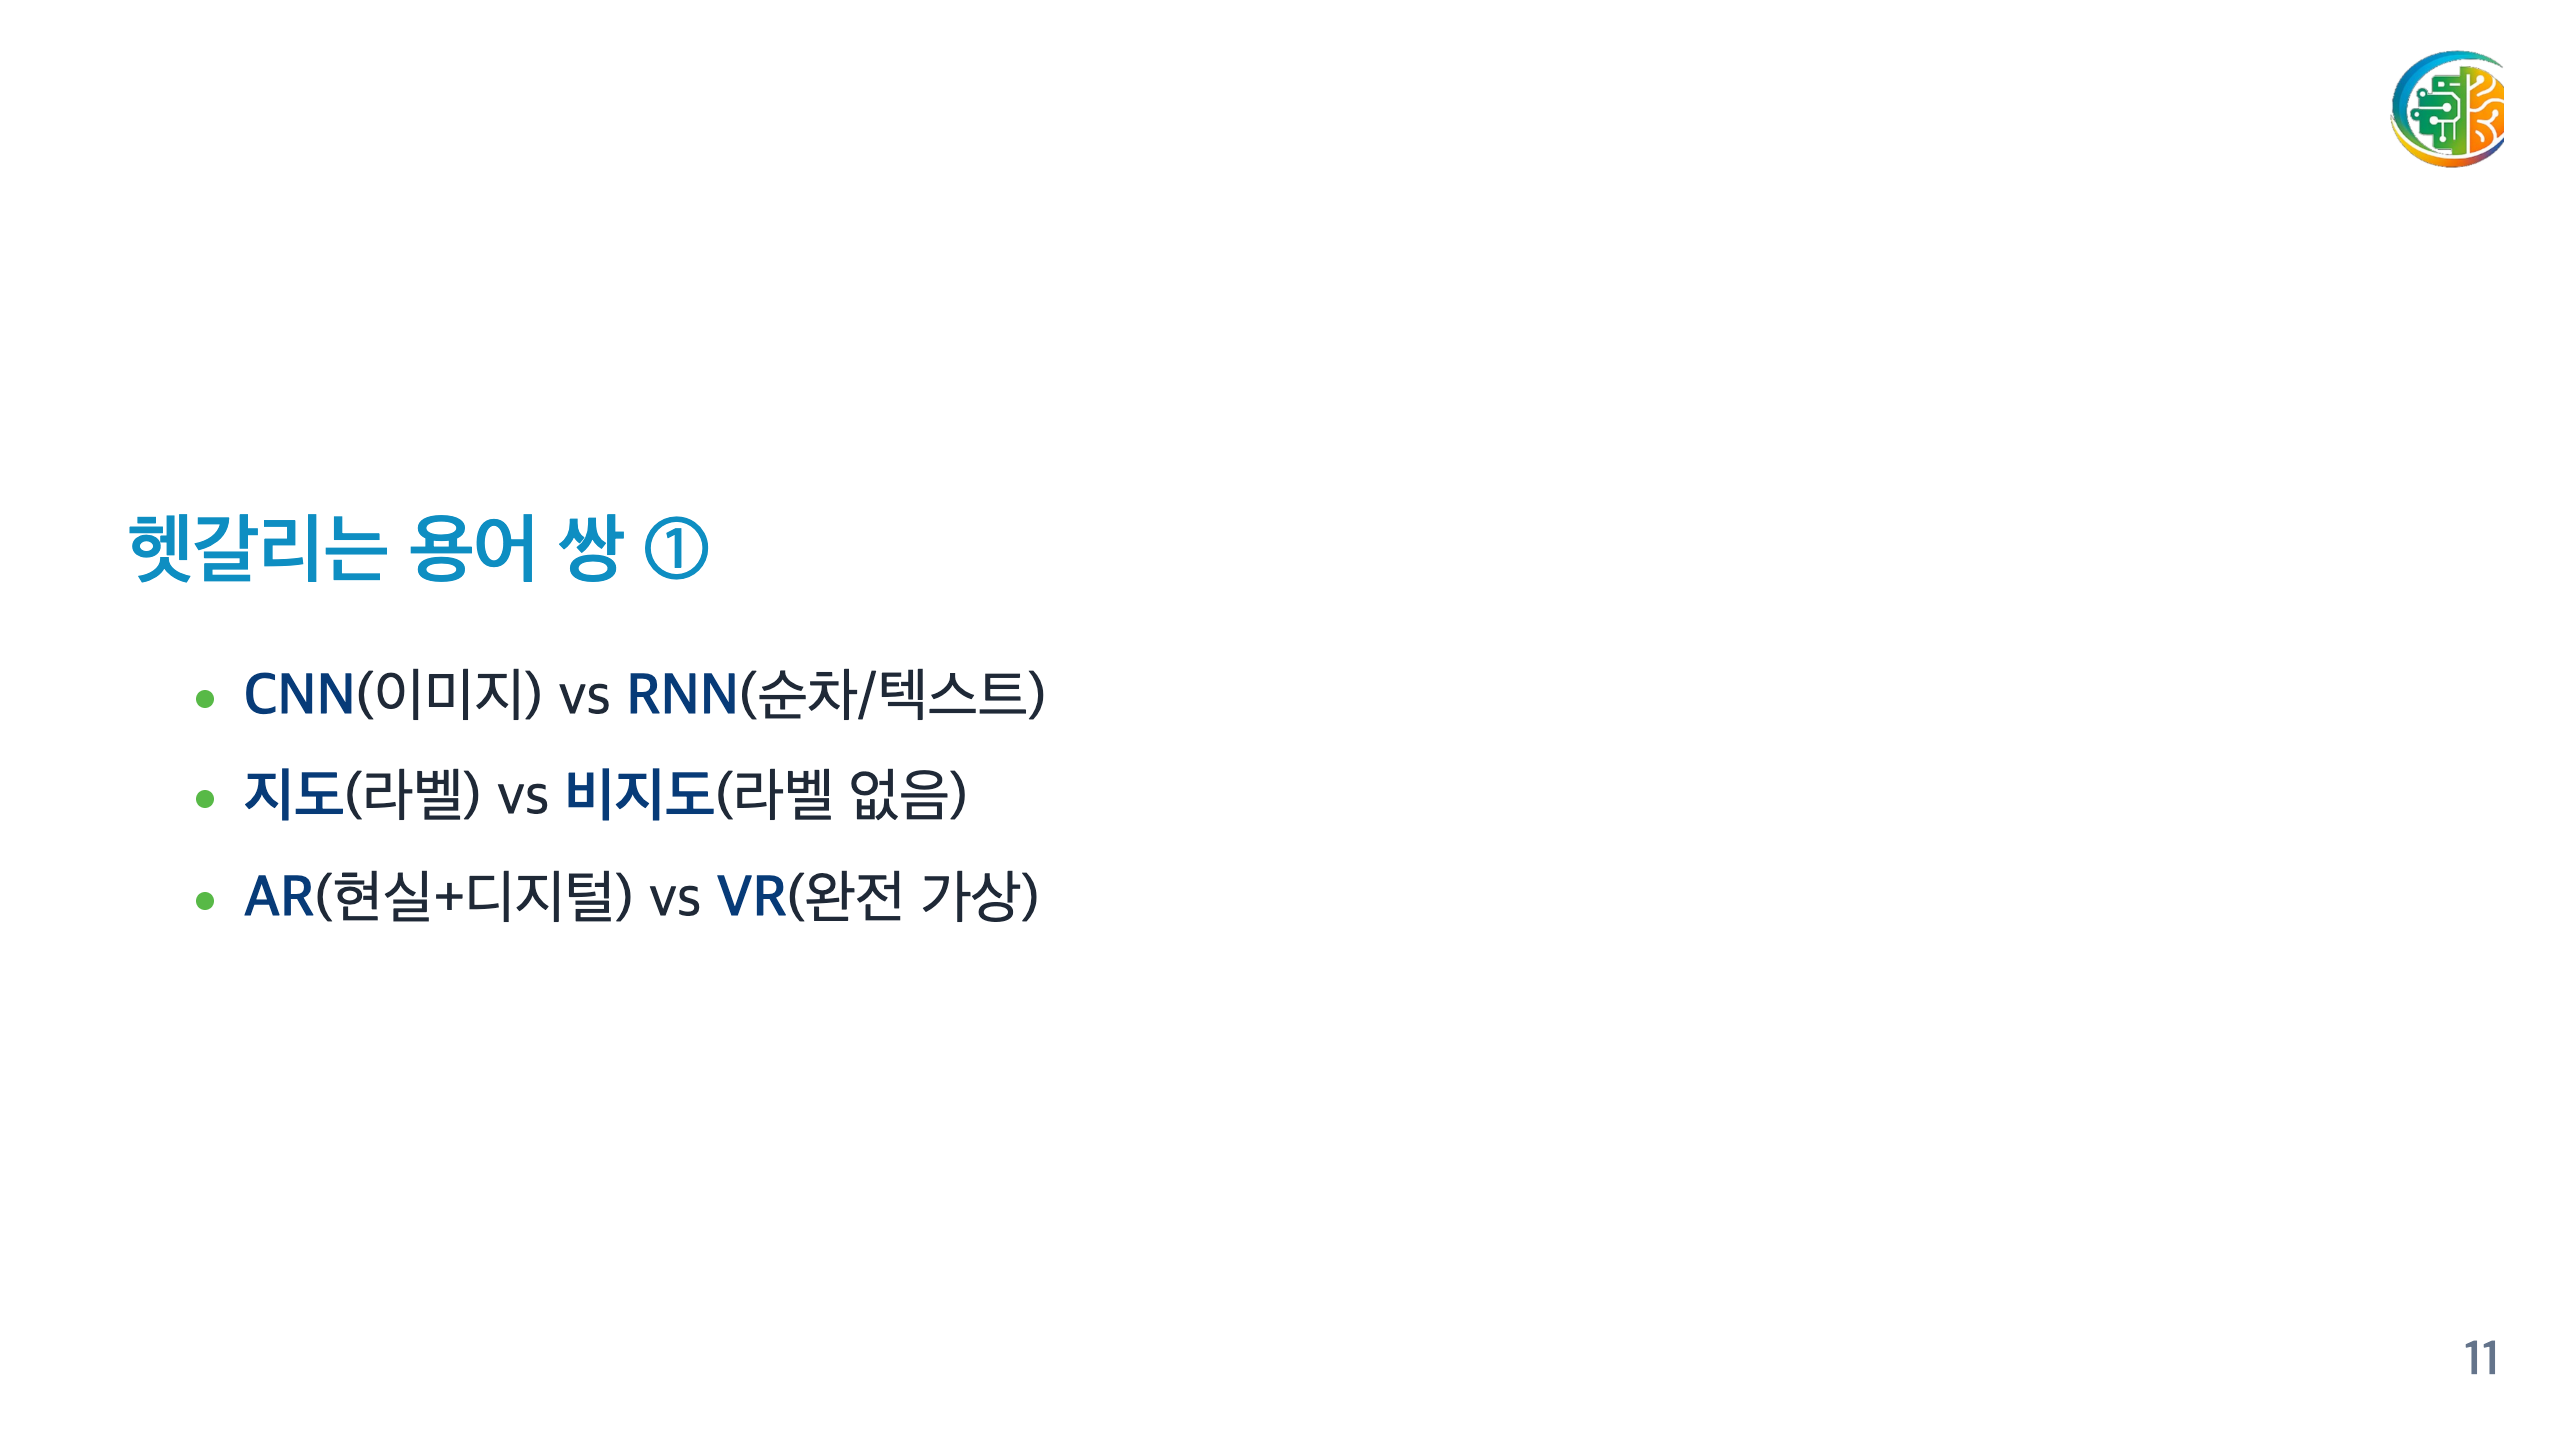 헷갈리는 용어 쌍 ①
• CNN(이미지) vs RNN(순차/텍스트)
• 지도(라벨) vs 비지도(라벨 없음)
• AR(현실+디지털) vs VR(완전 가상)
11